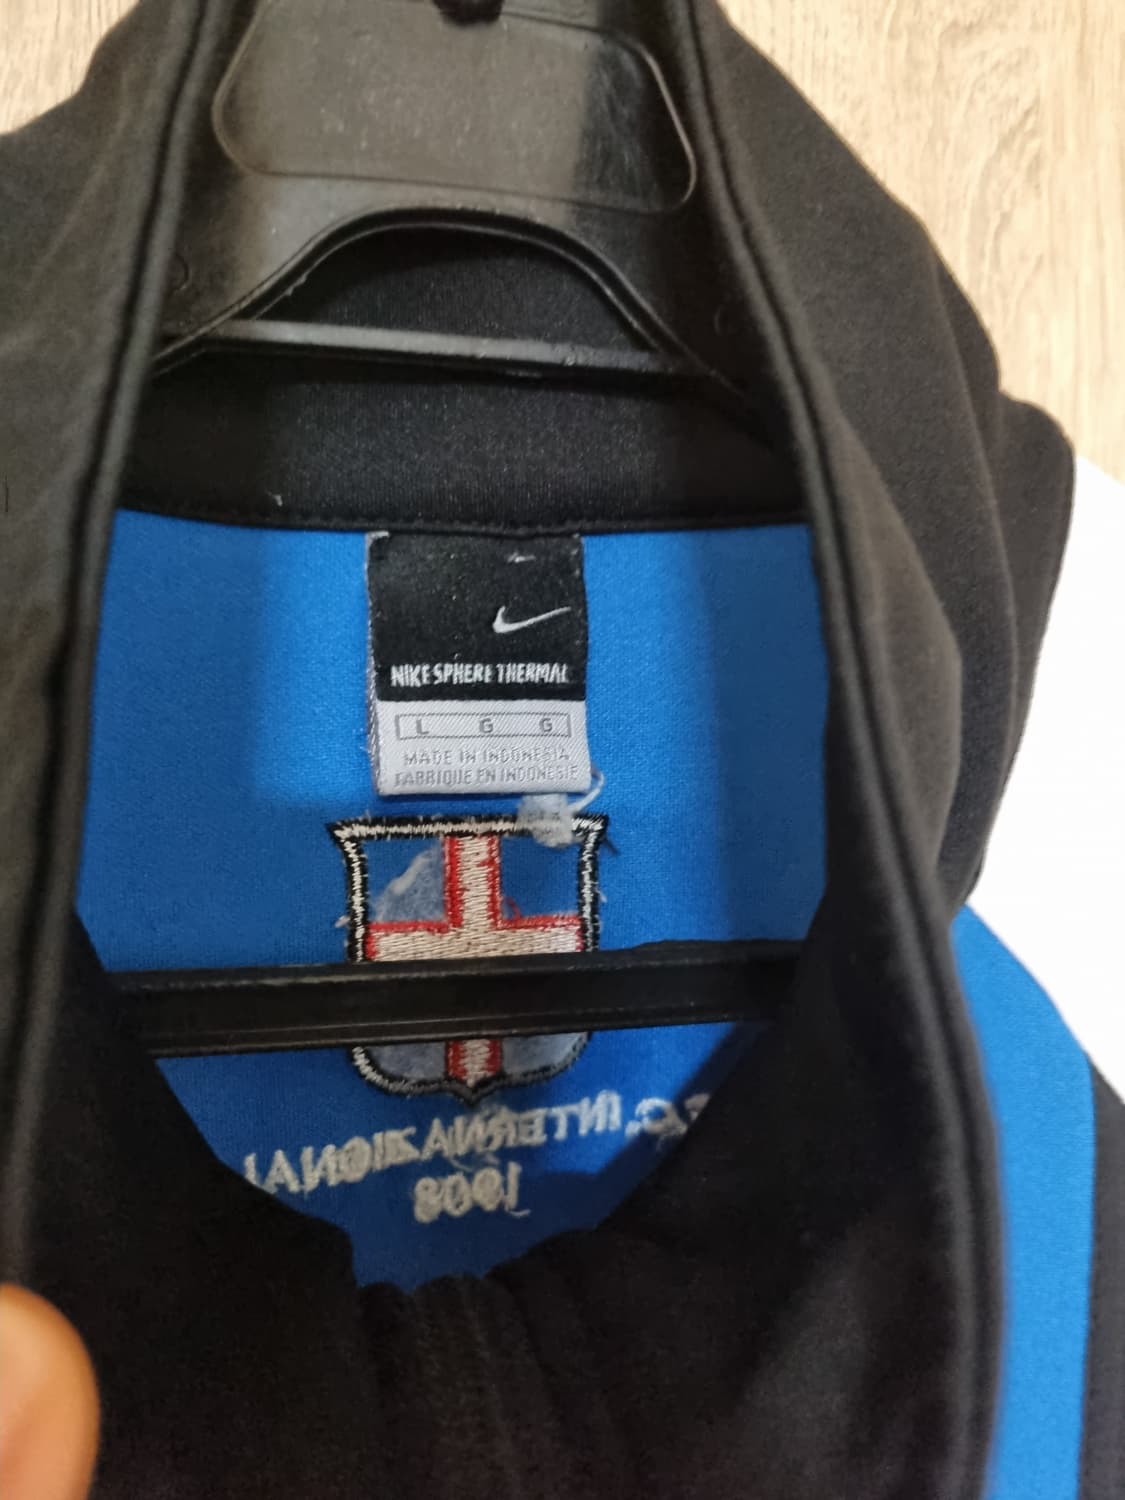 NIKE SPHERE THERMAL
L G G
MADE IN INDONESIA
FABRIQUE EN INDONESIE
F.C. INTERNAZIONAL
1908